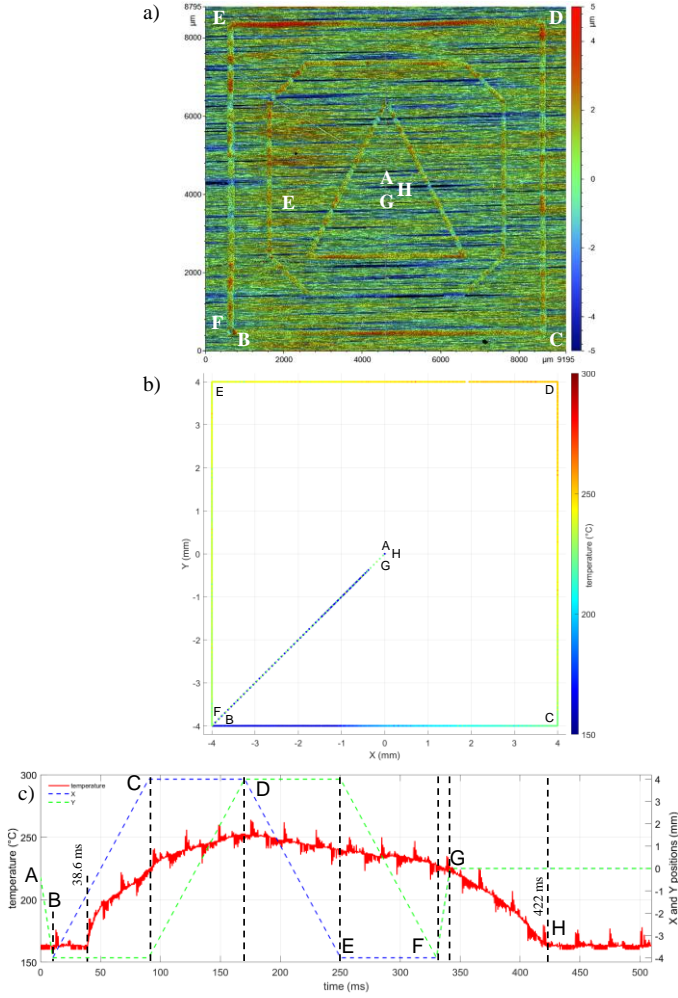 a)
8795
µm
8000
6000
4000
2000
0
0
2000
4000
6000
8000
µm
9195
E
D
A
H
E
G
F
B
C
5
µm
4
2
0
-2
-4
-5
b)
4
3
2
1
0
-1
-2
-3
-4
Y (mm)
-4
-3
-2
-1
0
1
2
3
4
X (mm)
E
D
A
H
G
F
B
C
300
250
200
150
temperature (°C)
c)
300
250
200
150
temperature (°C)
temperature
X
Y
A
B
38.6 ms
C
D
E
F
G
422 ms
H
4
3
2
1
0
-1
-2
-3
-4
X and Y positions (mm)
0
50
100
150
200
250
300
350
400
450
500
time (ms)